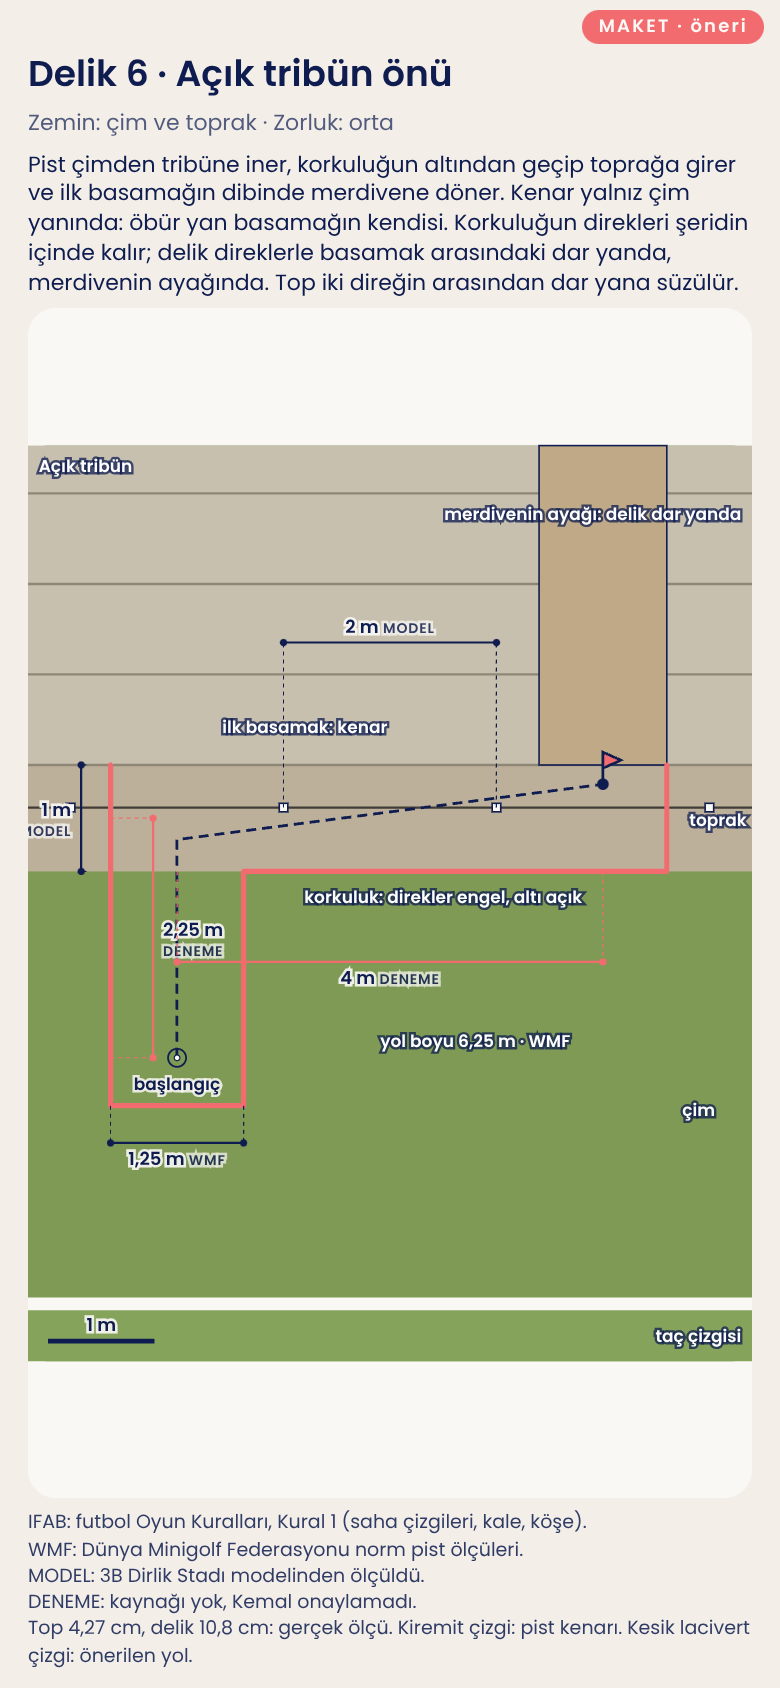 MAKET · öneri
Delik 6 · Açık tribün önü
Zemin: çim ve toprak · Zorluk: orta
Pist çimden tribüne iner, korkuluğun altından geçip toprağa girer
ve ilk basamağın dibinde merdivene döner. Kenar yalnız çim
yanında: öbür yan basamağın kendisi. Korkuluğun direkleri şeridin
içinde kalır; delik direklerle basamak arasındaki dar yanda,
merdivenin ayağında. Top iki direğin arasından dar yana süzülür.
Açık tribün
merdivenin ayağı: delik dar yanda
2 m MODEL
ilk basamak: kenar
1 m
MODEL
toprak
korkuluk: direkler engel, altı açık
2,25 m
DENEME
4 m DENEME
yol boyu 6,25 m · WMF
başlangıç
çim
1,25 m WMF
1 m
taç çizgisi
IFAB: futbol Oyun Kuralları, Kural 1 (saha çizgileri, kale, köşe).
WMF: Dünya Minigolf Federasyonu norm pist ölçüleri.
MODEL: 3B Dirlik Stadı modelinden ölçüldü.
DENEME: kaynağı yok, Kemal onaylamadı.
Top 4,27 cm, delik 10,8 cm: gerçek ölçü. Kiremit çizgi: pist kenarı. Kesik lacivert
çizgi: önerilen yol.